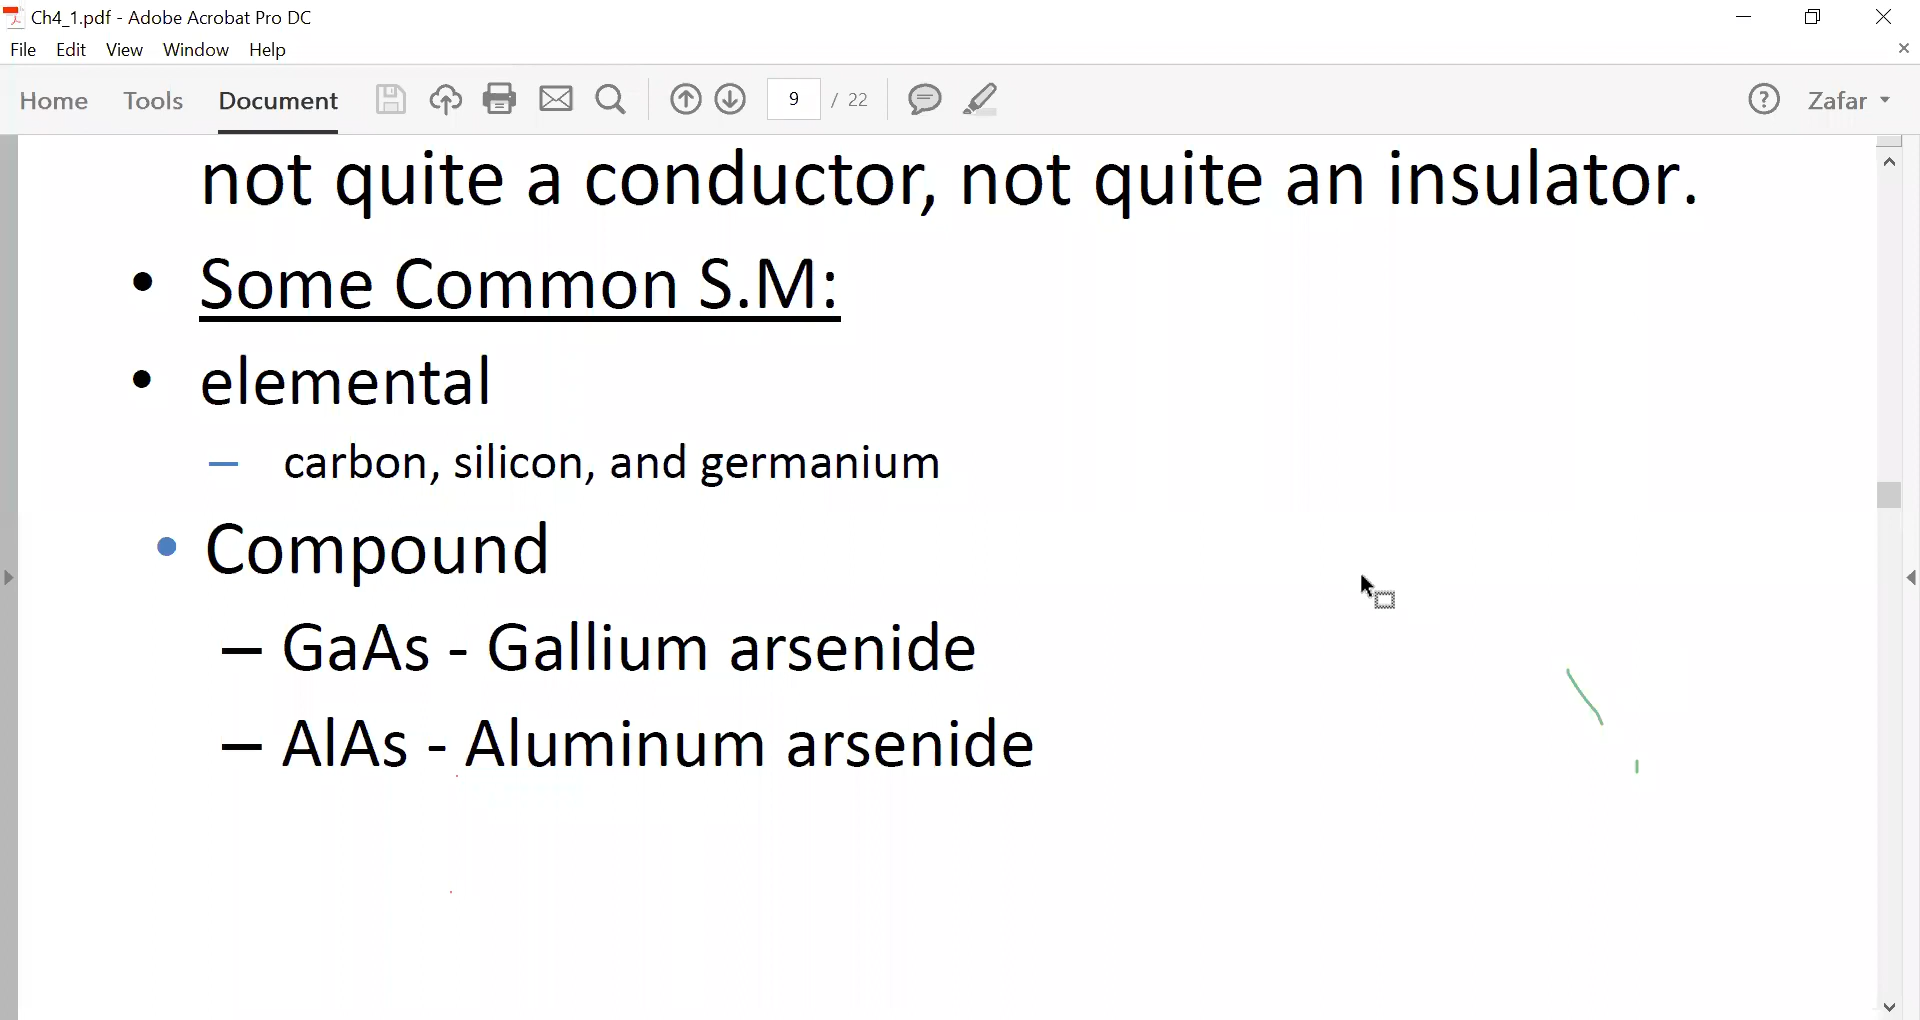 Ch4_1.pdf - Adobe Acrobat Pro DC
File Edit View Window Help
Home Tools Document 9 / 22 Zafar
not quite a conductor, not quite an insulator.
• Some Common S.M:
• elemental
– carbon, silicon, and germanium
• Compound
– GaAs - Gallium arsenide
– AlAs - Aluminum arsenide